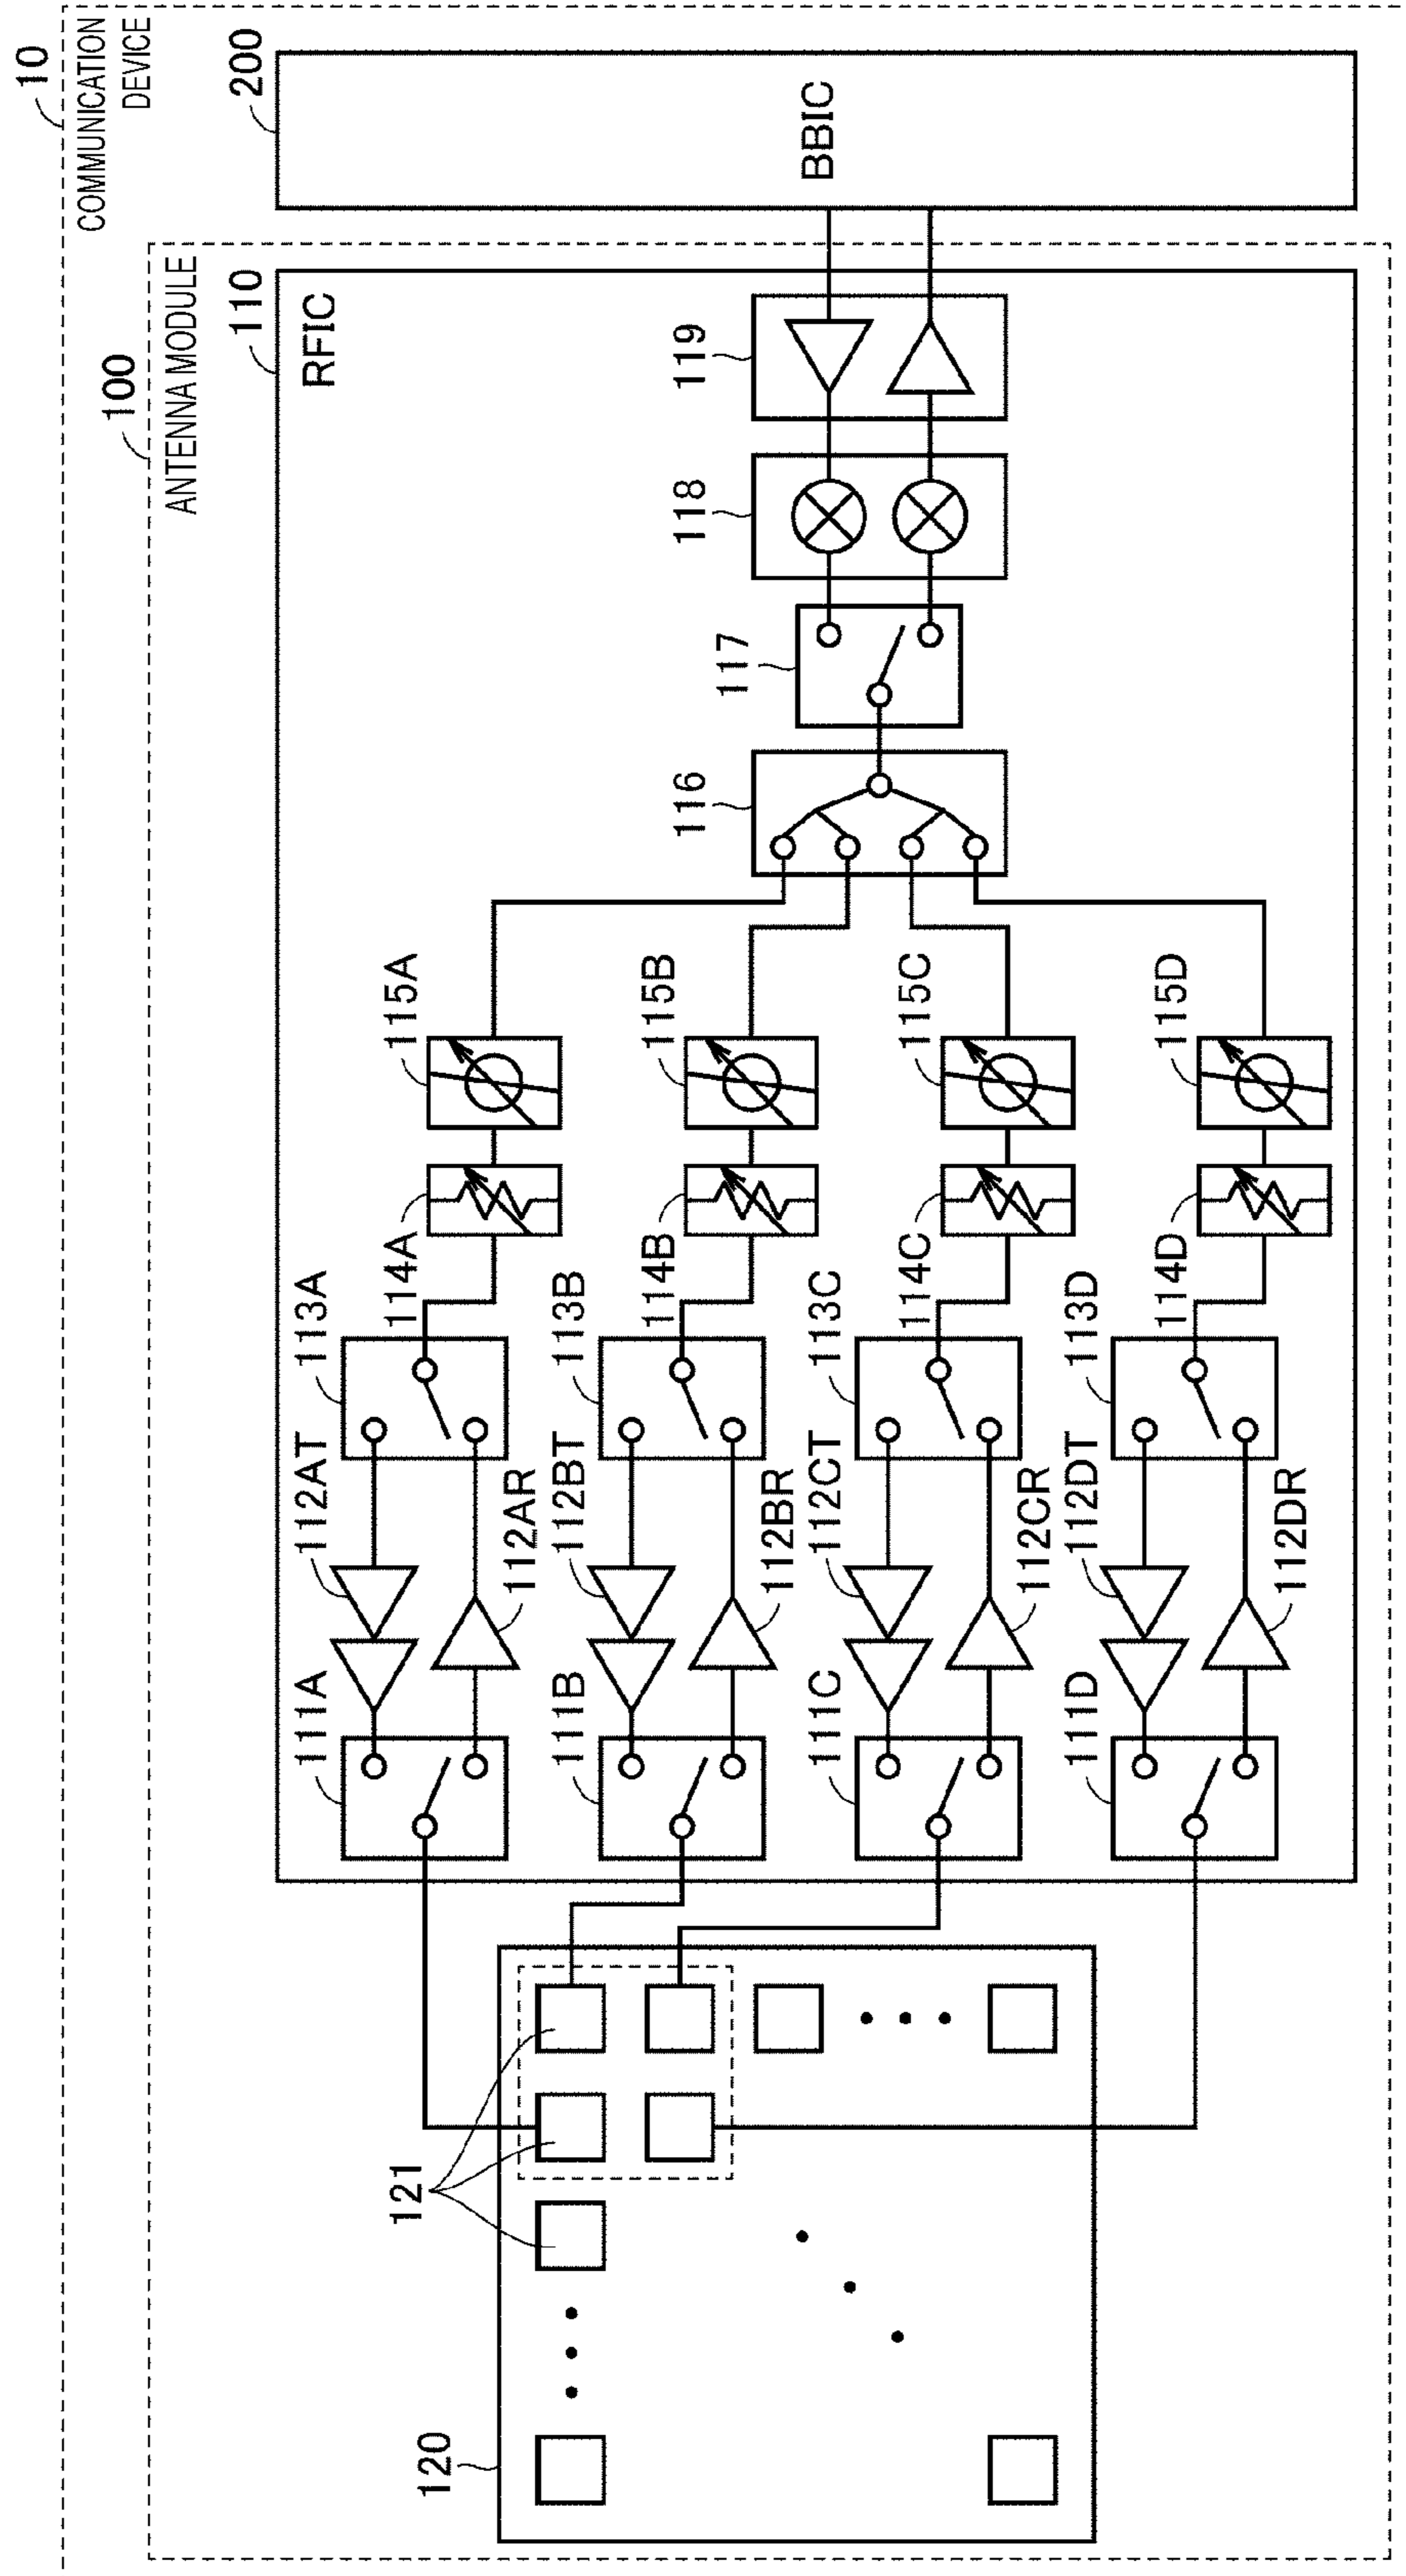 10
COMMUNICATION
DEVICE
100
ANTENNA MODULE
200
BBIC
110
RFIC
119
118
117
116
115A
115B
115C
115D
114A
114B
114C
114D
113A
113B
113C
113D
112AT
112BT
112CT
112DT
112AR
112BR
112CR
112DR
111A
111B
111C
111D
121
120